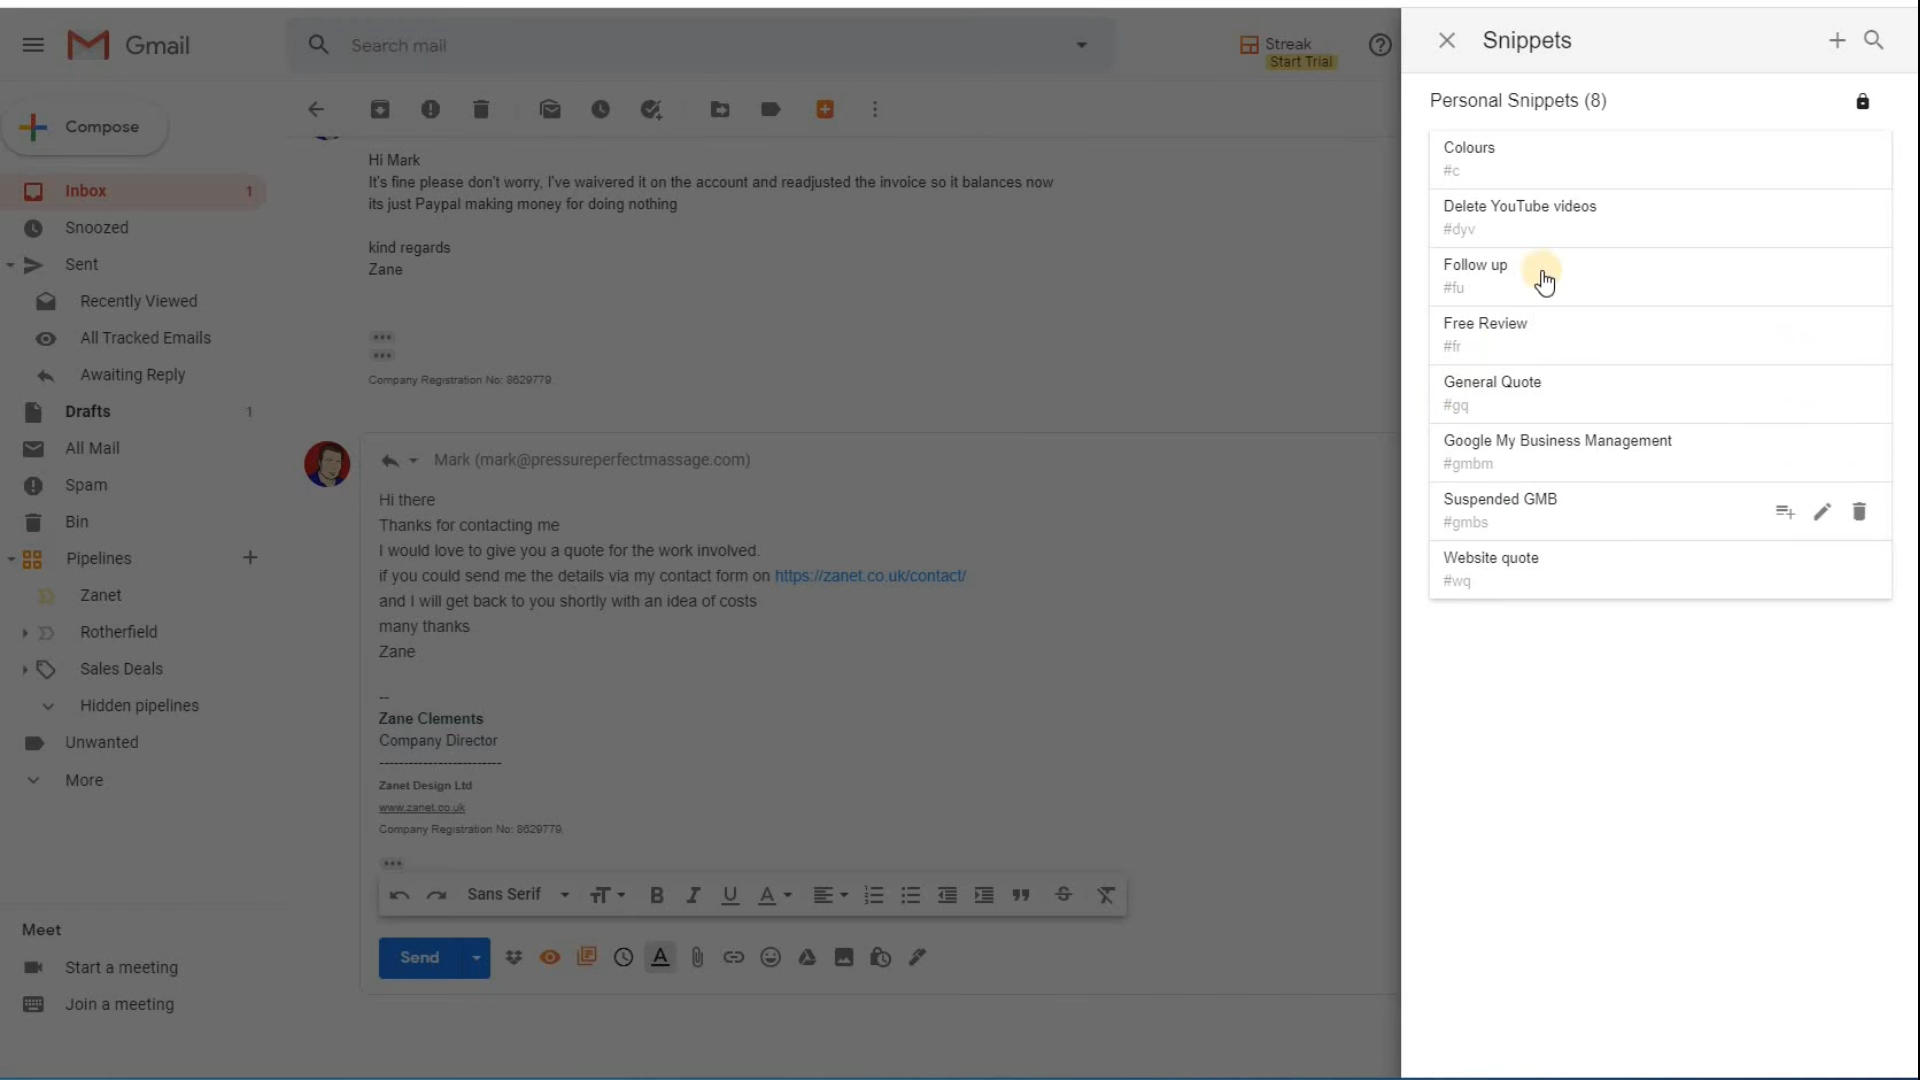 Gmail
Search mail
Streak
Start Trial
Compose
Inbox 1
Snoozed
Sent
Recently Viewed
All Tracked Emails
Awaiting Reply
Drafts 1
All Mail
Spam
Bin
Pipelines
Zanet
Rotherfield
Sales Deals
Hidden pipelines
Unwanted
More
Meet
Start a meeting
Join a meeting
Hi Mark
It's fine please don't worry, I've waivered it on the account and readjusted the invoice so it balances now
its just Paypal making money for doing nothing
kind regards
Zane
Company Registration No: 8629779.
Mark (mark@pressureperfectmassage.com)
Hi there
Thanks for contacting me
I would love to give you a quote for the work involved.
if you could send me the details via my contact form on https://zanet.co.uk/contact/
and I will get back to you shortly with an idea of costs
many thanks
Zane
--
Zane Clements
Company Director
-------------------------
Zanet Design Ltd
www.zanet.co.uk
Company Registration No: 8629779.
Sans Serif
Send
Snippets
Personal Snippets (8)
Colours
#c
Delete YouTube videos
#dyv
Follow up
#fu
Free Review
#fr
General Quote
#gq
Google My Business Management
#gmbm
Suspended GMB
#gmbs
Website quote
#wq